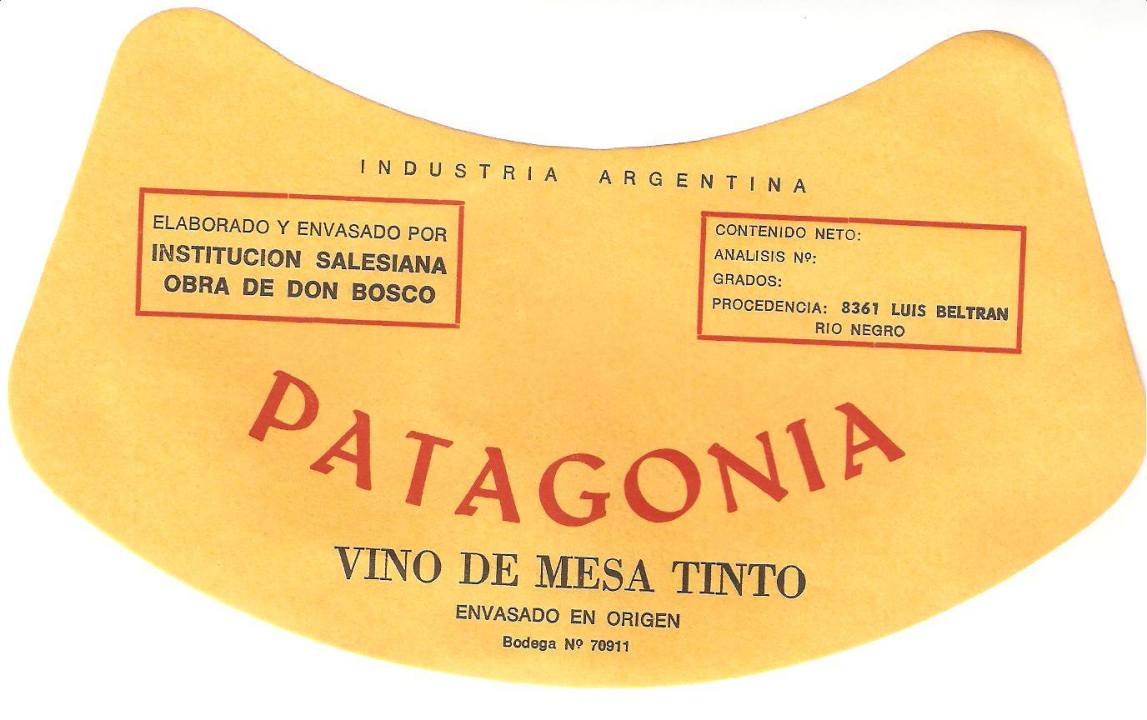 INDUSTRIA ARGENTINA
ELABORADO Y ENVASADO POR
INSTITUCION SALESIANA
OBRA DE DON BOSCO
CONTENIDO NETO:
ANALISIS Nº:
GRADOS:
PROCEDENCIA: 8361 LUIS BELTRAN
RIO NEGRO
PATAGONIA
VINO DE MESA TINTO
ENVASADO EN ORIGEN
Bodega Nº 70911